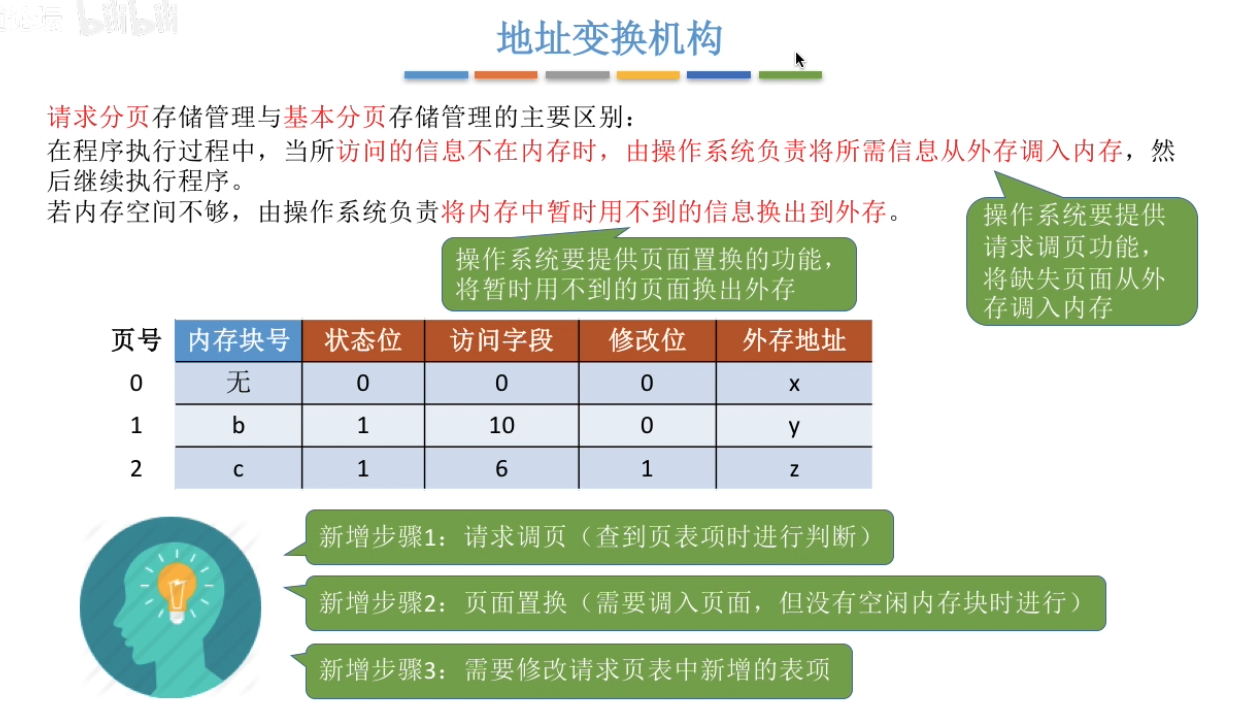 地址变换机构
请求分页存储管理与基本分页存储管理的主要区别：
在程序执行过程中，当所访问的信息不在内存时，由操作系统负责将所需信息从外存调入内存，然
后继续执行程序。
若内存空间不够，由操作系统负责将内存中暂时用不到的信息换出到外存。
操作系统要提供
请求调页功能，
将缺失页面从外
存调入内存
操作系统要提供页面置换的功能，
将暂时用不到的页面换出外存
页号 内存块号 状态位 访问字段 修改位 外存地址
0 无 0 0 0 x
1 b 1 10 0 y
2 c 1 6 1 z
新增步骤1：请求调页（查到页表项时进行判断）
新增步骤2：页面置换（需要调入页面，但没有空闲内存块时进行）
新增步骤3：需要修改请求页表中新增的表项